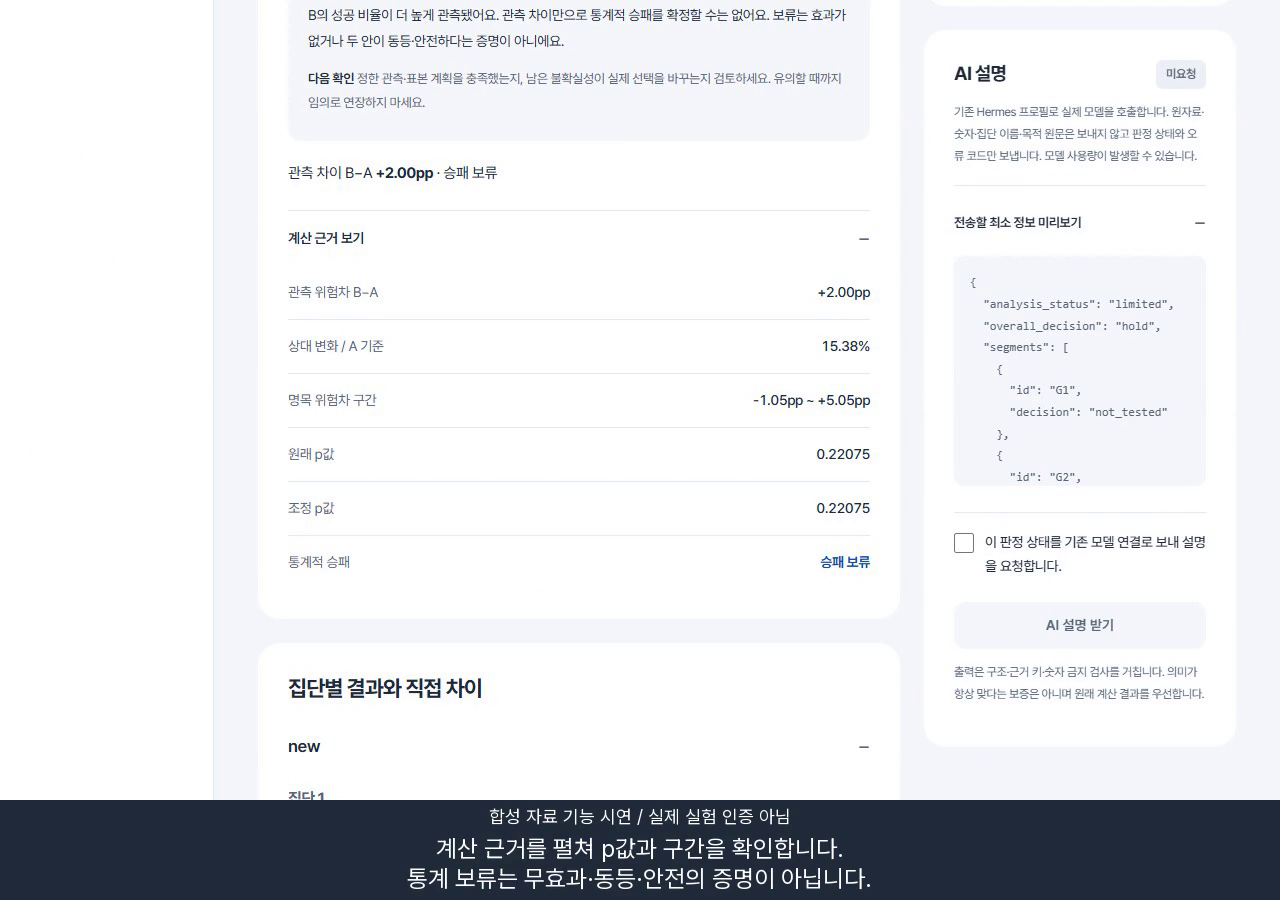 B의 성공 비율이 더 높게 관측됐어요. 관측 차이만으로 통계적 승패를 확정할 수는 없어요. 보류는 효과가
없거나 두 안이 동등·안전하다는 증명이 아니에요.
다음 확인 정한 관측·표본 계획을 충족했는지, 남은 불확실성이 실제 선택을 바꾸는지 검토하세요. 유의할 때까지
임의로 연장하지 마세요.
관측 차이 B−A +2.00pp · 승패 보류
계산 근거 보기
관측 위험차 B−A
+2.00pp
상대 변화 / A 기준
15.38%
명목 위험차 구간
-1.05pp ~ +5.05pp
원래 p값
0.22075
조정 p값
0.22075
통계적 승패
승패 보류
집단별 결과와 직접 차이
new
집단 1
AI 설명
미요청
기존 Hermes 프로필로 실제 모델을 호출합니다. 원자료·
숫자·집단 이름·목적 원문은 보내지 않고 판정 상태와 오
류 코드만 보냅니다. 모델 사용량이 발생할 수 있습니다.
전송할 최소 정보 미리보기
{
"analysis_status": "limited",
"overall_decision": "hold",
"segments": [
{
"id": "G1",
"decision": "not_tested"
},
{
"id": "G2",
이 판정 상태를 기존 모델 연결로 보내 설명
을 요청합니다.
AI 설명 받기
출력은 구조·근거 키·숫자 금지 검사를 거칩니다. 의미가
항상 맞다는 보증은 아니며 원래 계산 결과를 우선합니다.
합성 자료 기능 시연 / 실제 실험 인증 아님
계산 근거를 펼쳐 p값과 구간을 확인합니다.
통계 보류는 무효과·동등·안전의 증명이 아닙니다.